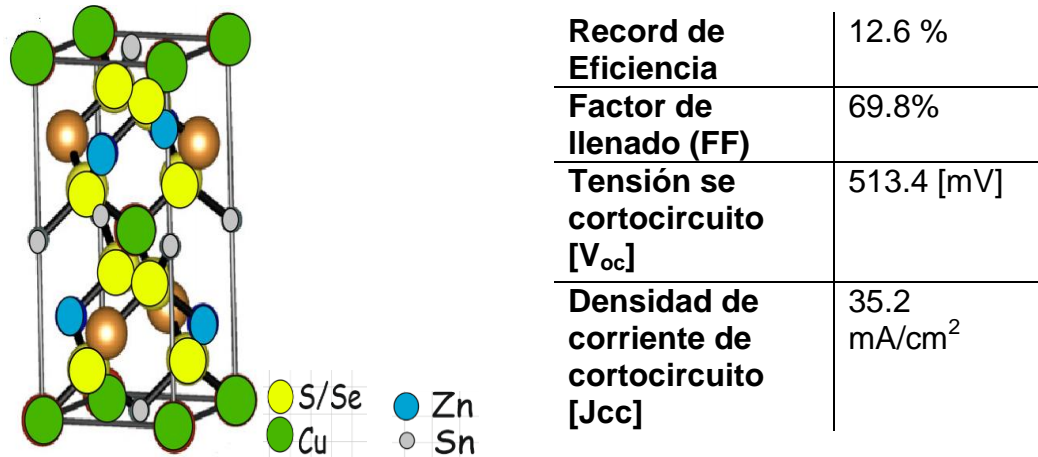 S/Se
Zn
Cu
Sn
Record de
Eficiencia
12.6 %
Factor de
llenado (FF)
69.8%
Tensión se
cortocircuito
[Voc]
513.4 [mV]
Densidad de
corriente de
cortocircuito
[Jcc]
35.2
mA/cm²